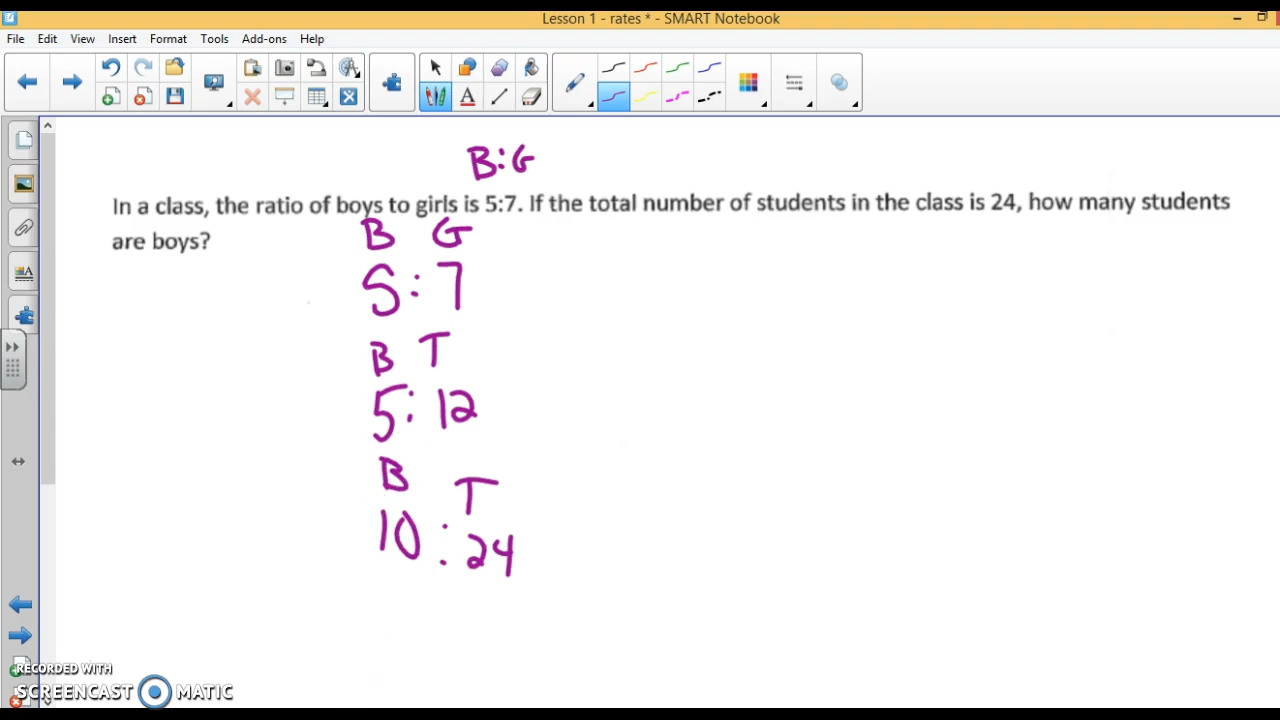 Lesson 1 - rates * - SMART Notebook
File Edit View Insert Format Tools Add-ons Help
B:G
In a class, the ratio of boys to girls is 5:7. If the total number of students in the class is 24, how many students
are boys?
B G
5:7
B T
5:12
B T
10:24
RECORDED WITH
SCREENCAST MATIC